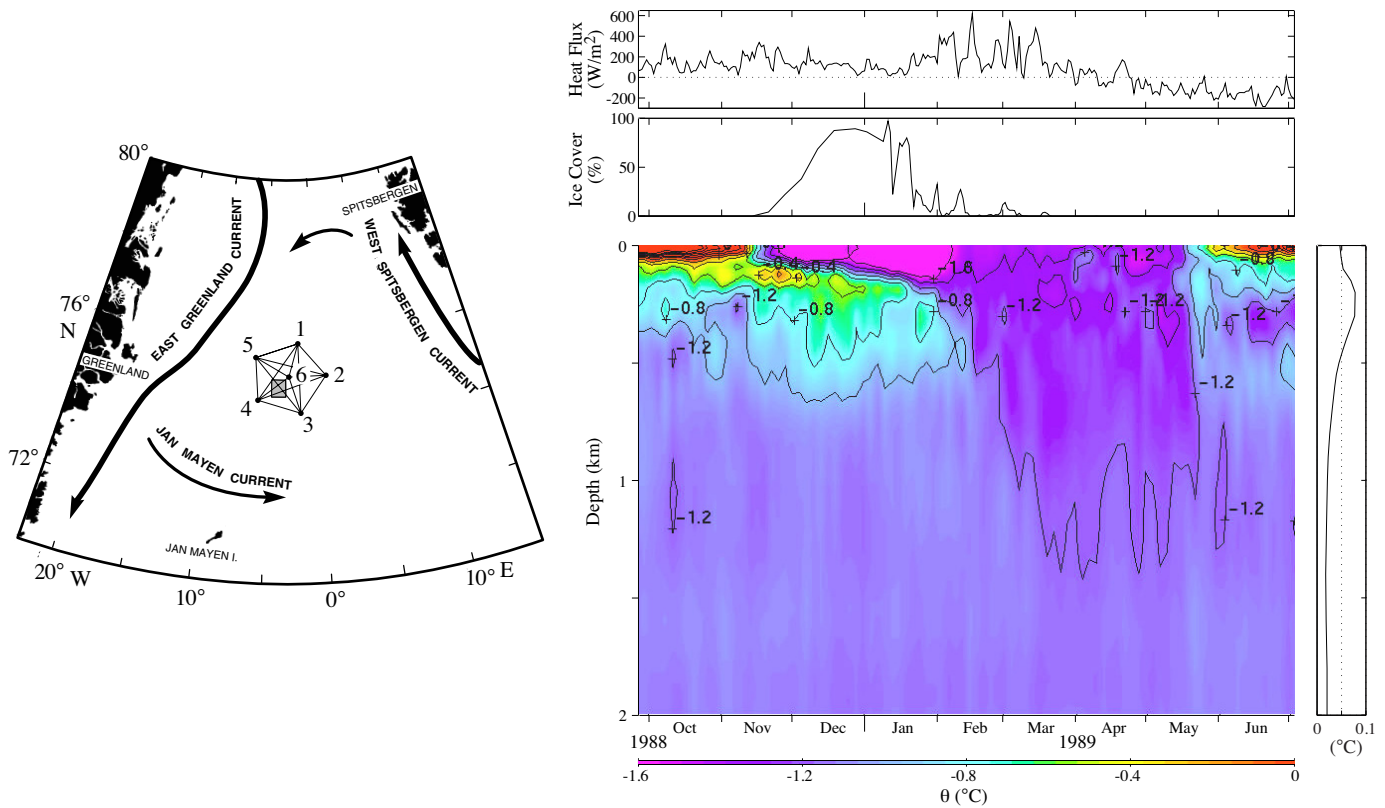 80°
76°
N
72°
20° W
10°
0°
10° E
SPITSBERGEN
WEST SPITSBERGEN CURRENT
EAST GREENLAND CURRENT
GREENLAND
JAN MAYEN CURRENT
JAN MAYEN I.
1
5
6
2
4
3
Heat Flux
(W/m²)
600
400
200
0
-200
Ice Cover
(%)
100
50
0
Depth (km)
0
1
2
-0.4
-0.4
-1.6
-1.2
-0.8
-0.8
-1.2
-0.8
-0.8
-1.2
-1.2
-1.2
-1.2
-1.2
-1.2
-1.2
-1.2
Oct
Nov
Dec
Jan
Feb
Mar
Apr
May
Jun
1988
1989
-1.6
-1.2
-0.8
-0.4
0
θ (°C)
0
0.1
(°C)